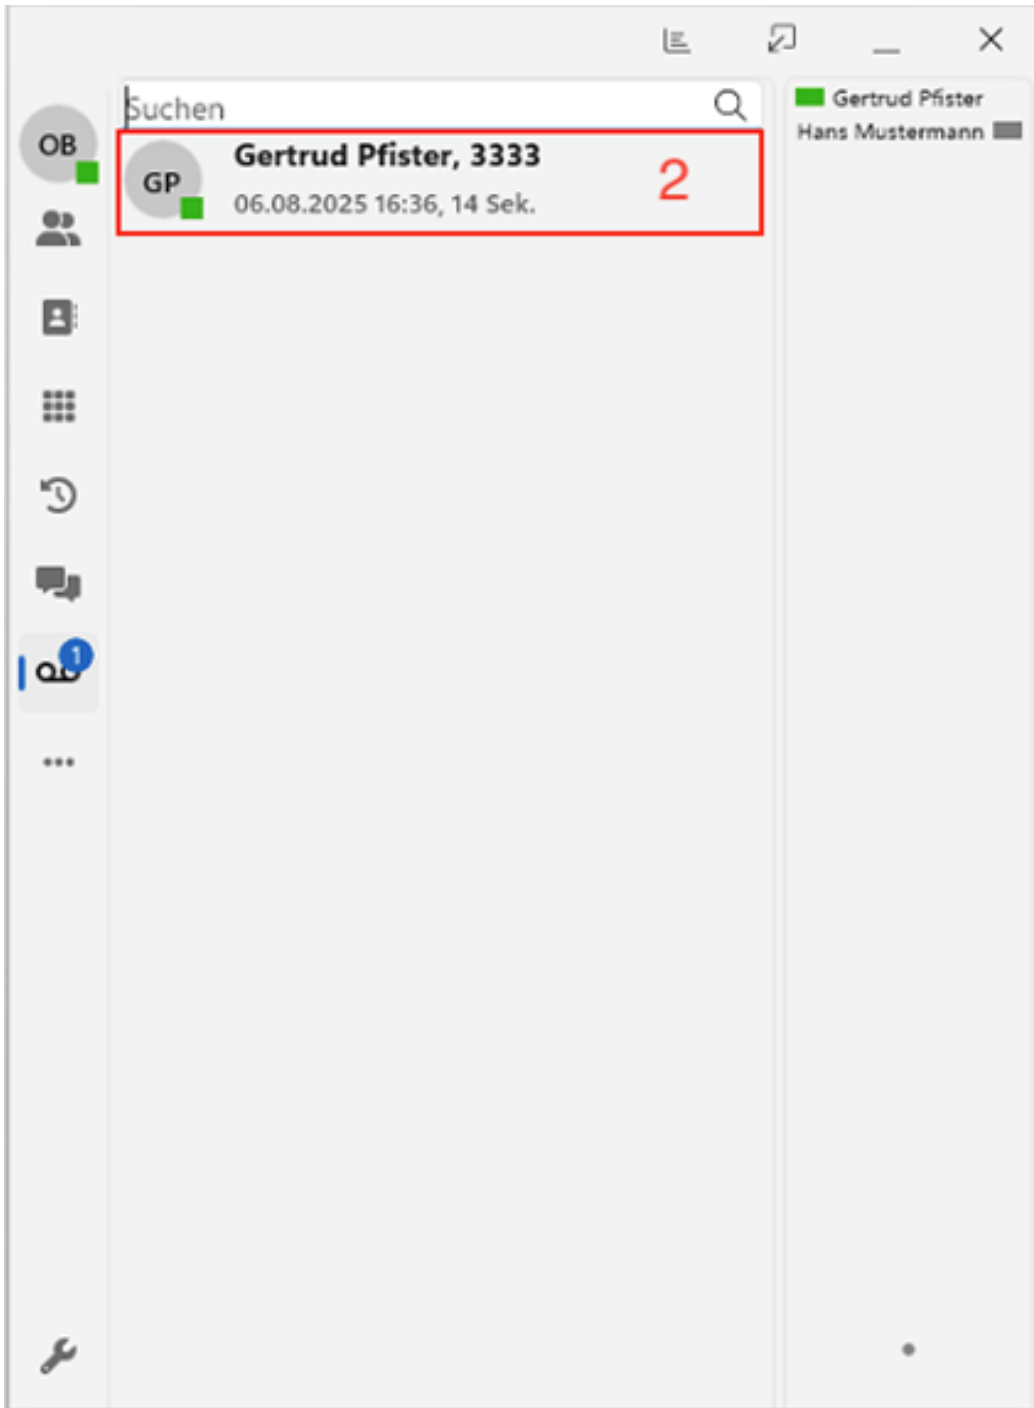 Suchen
Gertrud Pfister
Hans Mustermann
OB
GP
Gertrud Pfister, 3333
06.08.2025 16:36, 14 Sek.
2
1